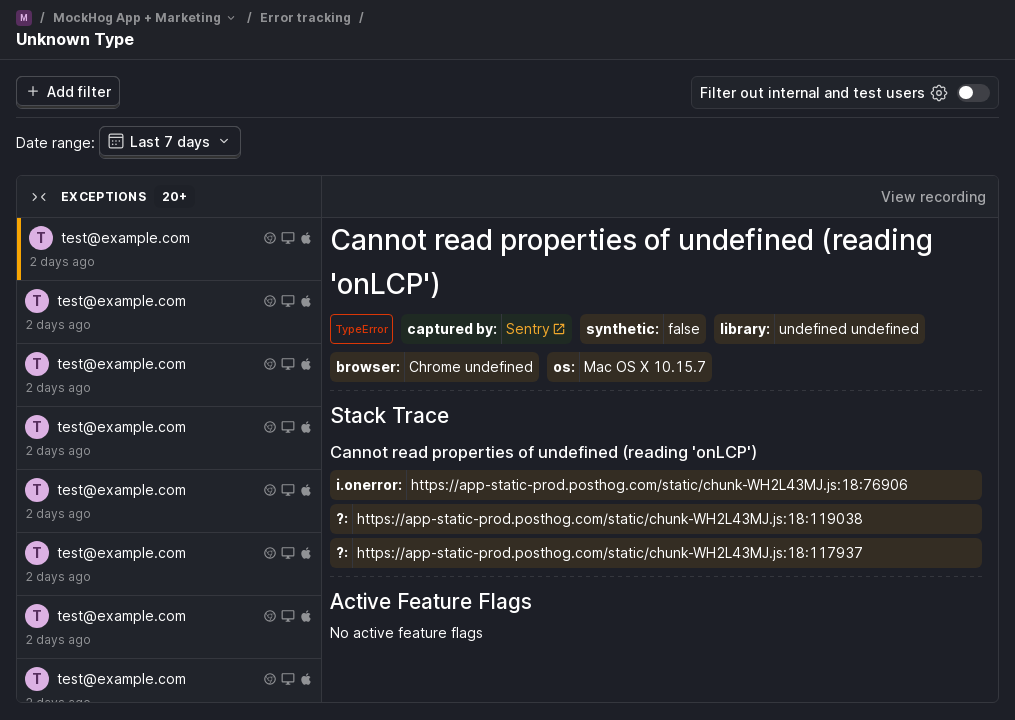 M / MockHog App + Marketing / Error tracking /
Unknown Type
Add filter
Filter out internal and test users
Date range: Last 7 days
EXCEPTIONS 20+
View recording
T test@example.com
2 days ago
T test@example.com
2 days ago
T test@example.com
2 days ago
T test@example.com
2 days ago
T test@example.com
2 days ago
T test@example.com
2 days ago
T test@example.com
2 days ago
T test@example.com
2 days ago
Cannot read properties of undefined (reading
'onLCP')
TypeError captured by: Sentry synthetic: false library: undefined undefined
browser: Chrome undefined os: Mac OS X 10.15.7
Stack Trace
Cannot read properties of undefined (reading 'onLCP')
i.onerror: https://app-static-prod.posthog.com/static/chunk-WH2L43MJ.js:18:76906
?: https://app-static-prod.posthog.com/static/chunk-WH2L43MJ.js:18:119038
?: https://app-static-prod.posthog.com/static/chunk-WH2L43MJ.js:18:117937
Active Feature Flags
No active feature flags